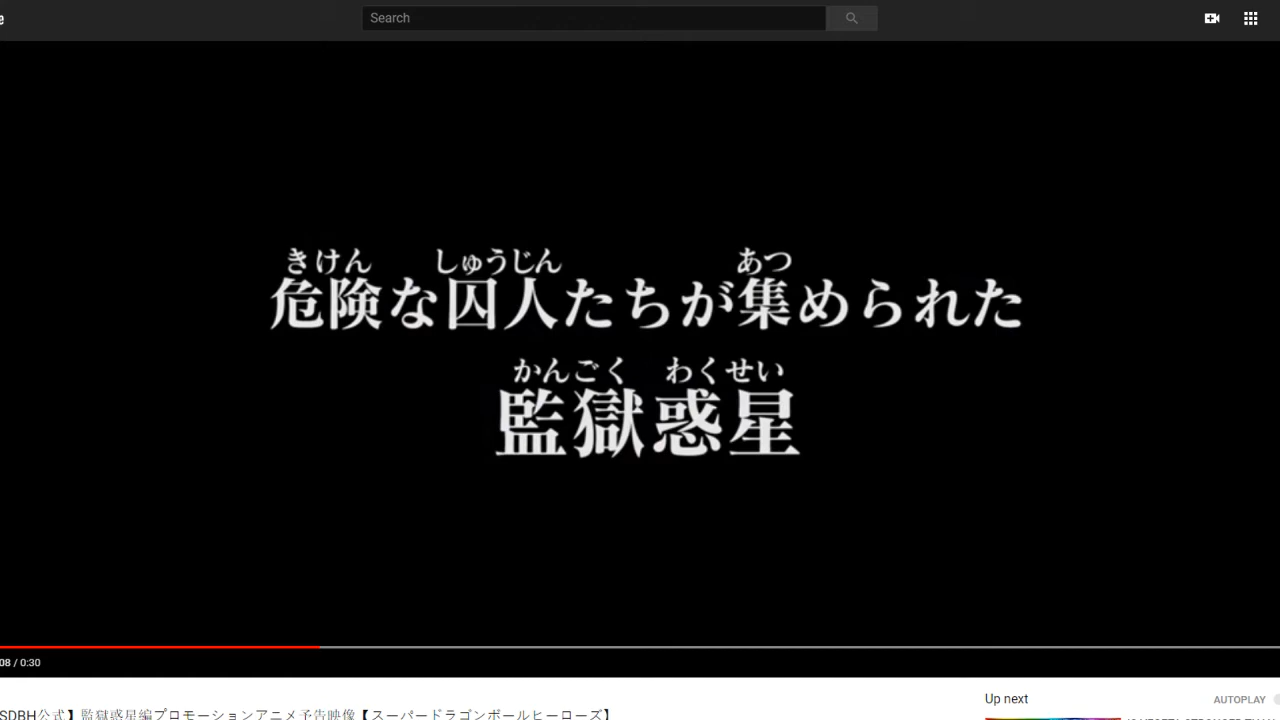 Search
きけん しゅうじん あつ
危険な囚人たちが集められた
かんごく わくせい
監獄惑星
08 / 0:30
Up next
AUTOPLAY
SDBH公式】監獄惑星編プロモーションアニメ予告映像【スーパードラゴンボールヒーローズ】